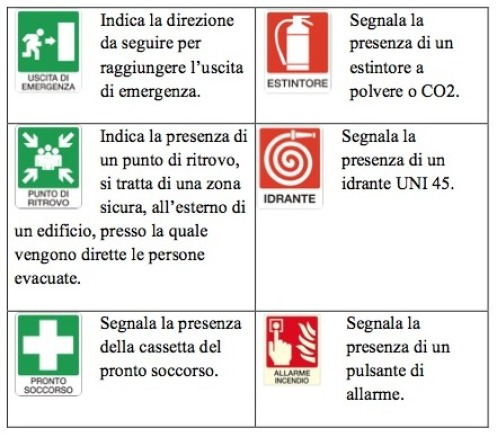 USCITA DI
EMERGENZA
Indica la direzione
da seguire per
raggiungere l’uscita
di emergenza.
ESTINTORE
Segnala la
presenza di un
estintore a
polvere o CO2.
PUNTO DI
RITROVO
Indica la presenza di
un punto di ritrovo,
si tratta di una zona
sicura, all’esterno di
un edificio, presso la quale
vengono dirette le persone
evacuate.
IDRANTE
Segnala la
presenza di un
idrante UNI 45.
PRONTO
SOCCORSO
Segnala la presenza
della cassetta del
pronto soccorso.
ALLARME
INCENDIO
Segnala la
presenza di un
pulsante di
allarme.